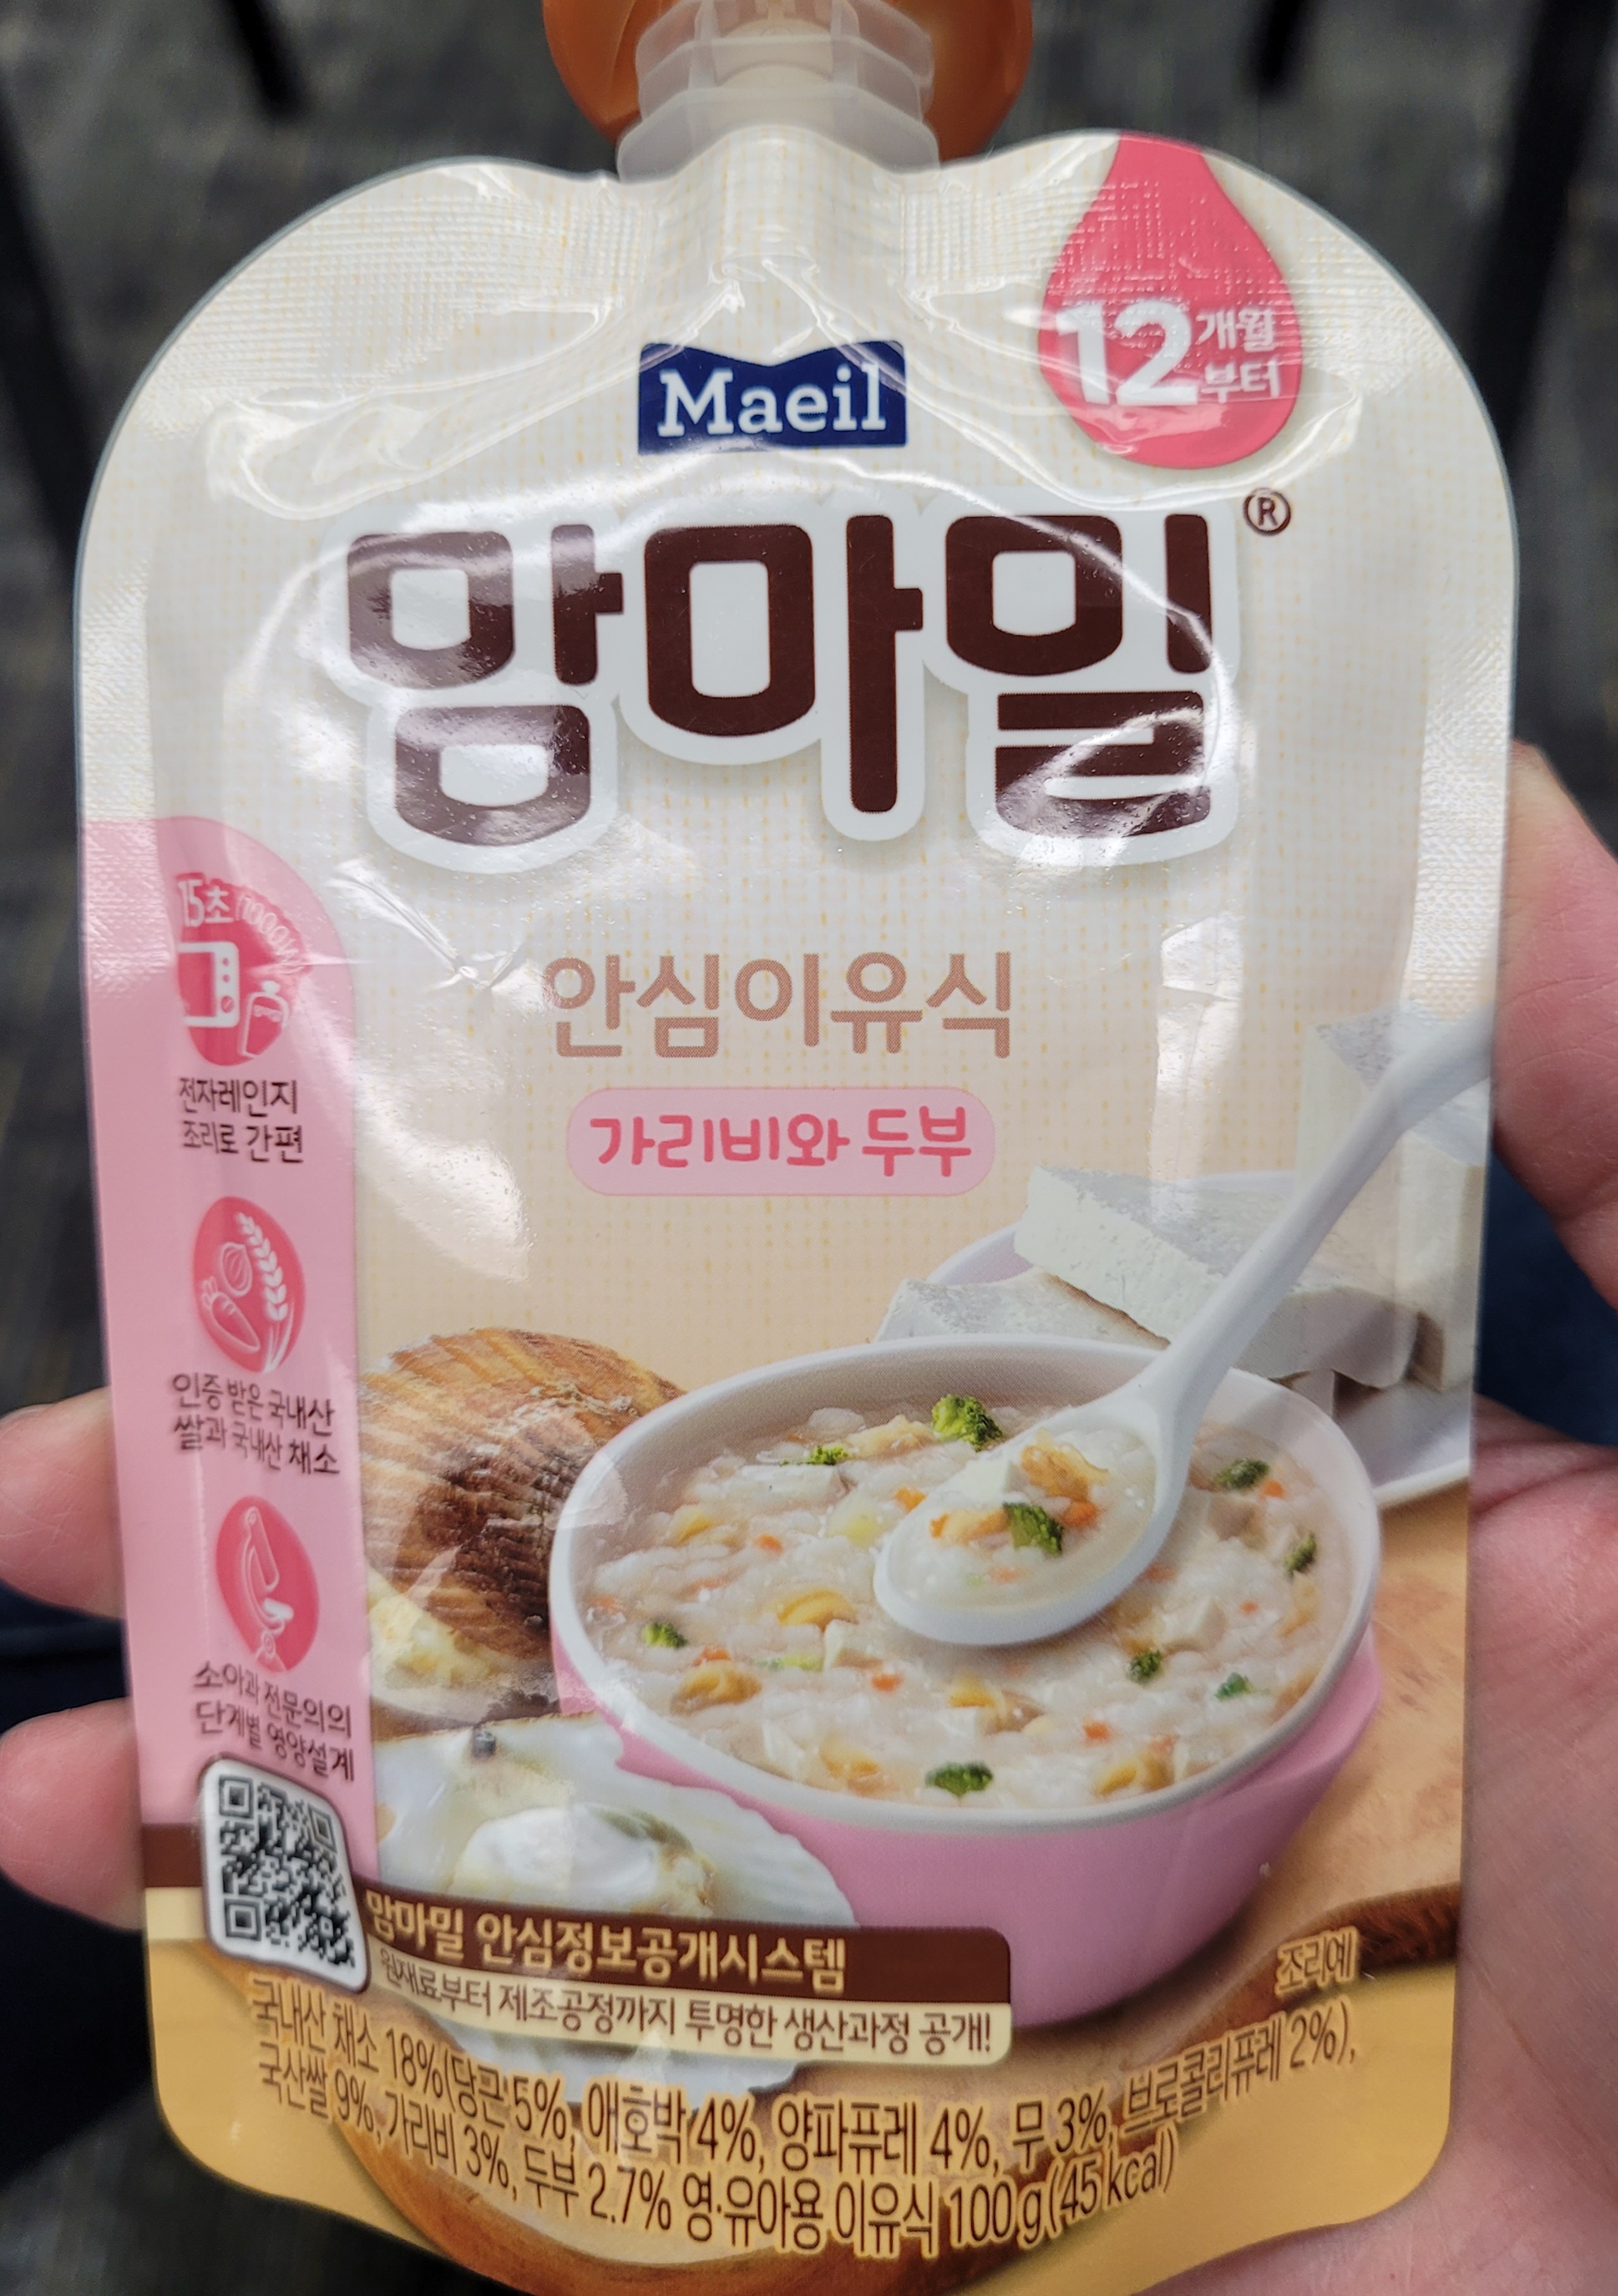 12개월
부터
Maeil
맘마밀®
안심이유식
가리비와 두부
15초 (1000W)
전자레인지
조리로 간편
인증 받은 국내산
쌀과 국내산 채소
소아과 전문의의
단계별 영양설계
맘마밀 안심정보공개시스템
원재료부터 제조공정까지 투명한 생산과정 공개!
조리예
국내산 채소 18%(당근 5%, 애호박 4%, 양파퓨레 4%, 무 3%, 브로콜리퓨레 2%),
국산쌀 9%, 가리비 3%, 두부 2.7% 영·유아용 이유식 100 g(45 kcal)